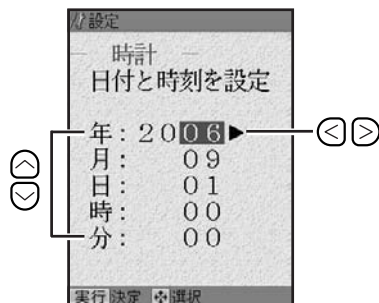 設定
時計
日付と時刻を設定
年：2006▶
月： 09
日： 01
時： 00
分： 00
実行 決定 選択